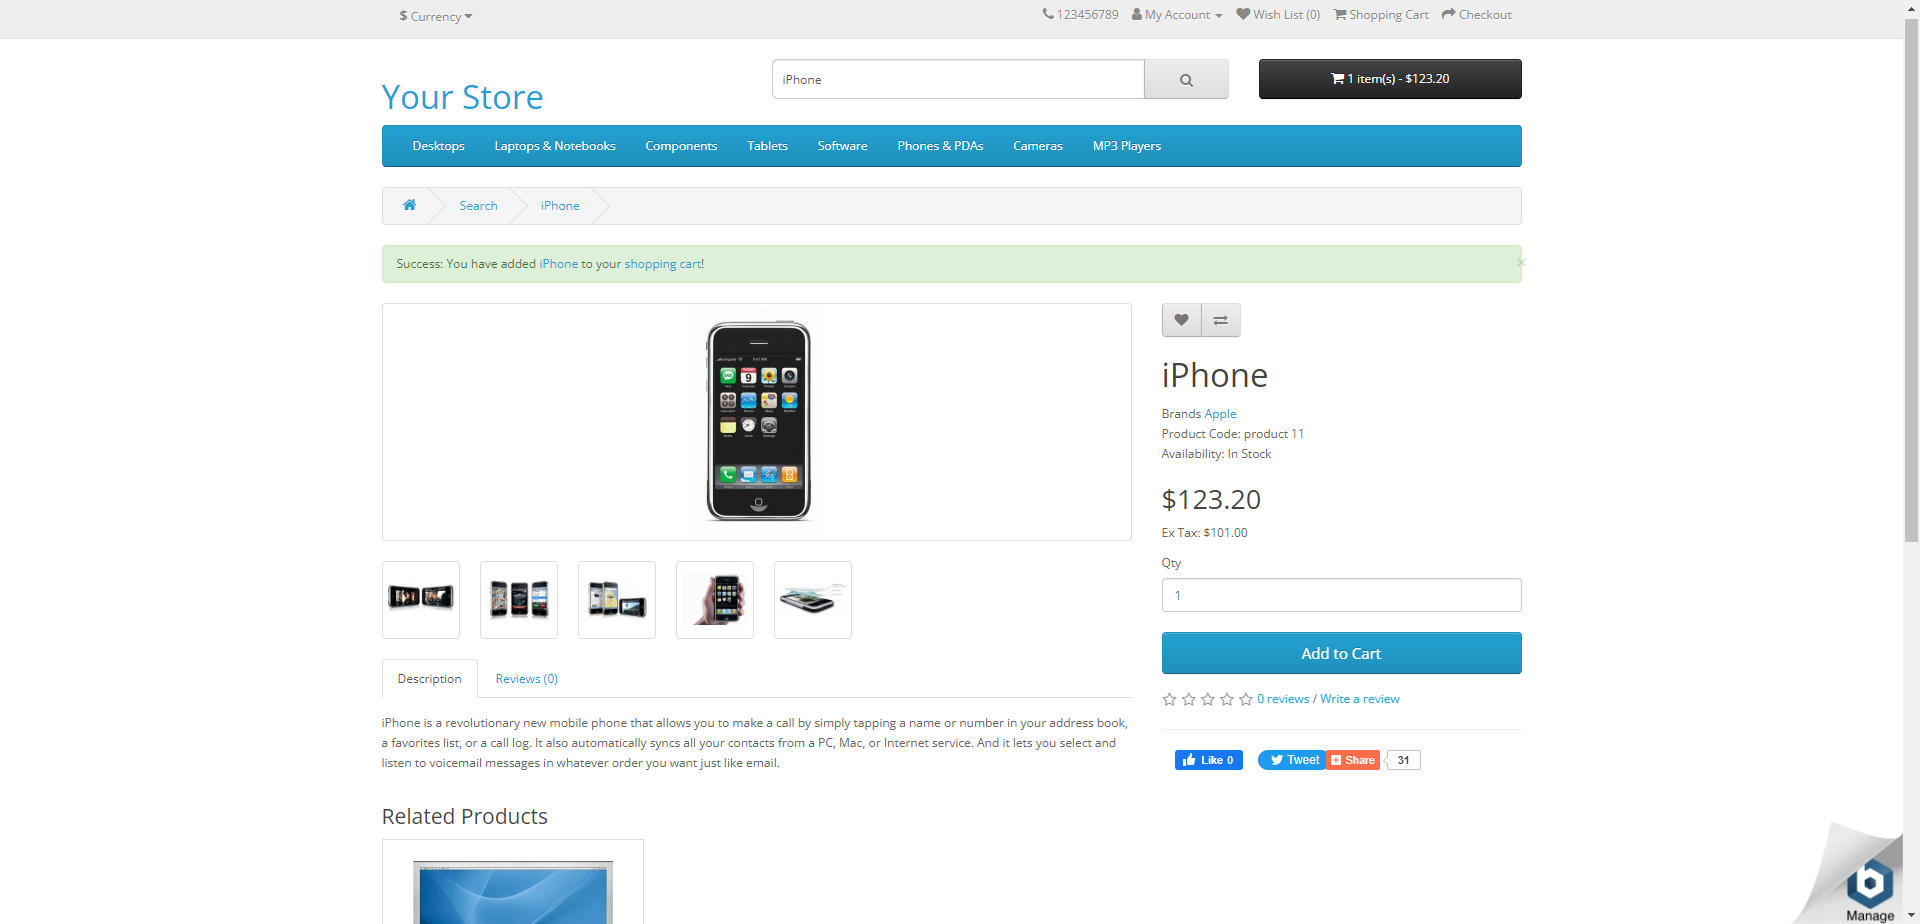 $ Currency
123456789 My Account Wish List (0) Shopping Cart Checkout
Your Store
iPhone
1 item(s) - $123.20
Desktops Laptops & Notebooks Components Tablets Software Phones & PDAs Cameras MP3 Players
Search iPhone
Success: You have added iPhone to your shopping cart!
×
iPhone
Brands Apple
Product Code: product 11
Availability: In Stock
$123.20
Ex Tax: $101.00
Qty
1
Add to Cart
0 reviews / Write a review
Like 0 Tweet Share 31
Description Reviews (0)
iPhone is a revolutionary new mobile phone that allows you to make a call by simply tapping a name or number in your address book,
a favorites list, or a call log. It also automatically syncs all your contacts from a PC, Mac, or Internet service. And it lets you select and
listen to voicemail messages in whatever order you want just like email.
Related Products
b
Manage